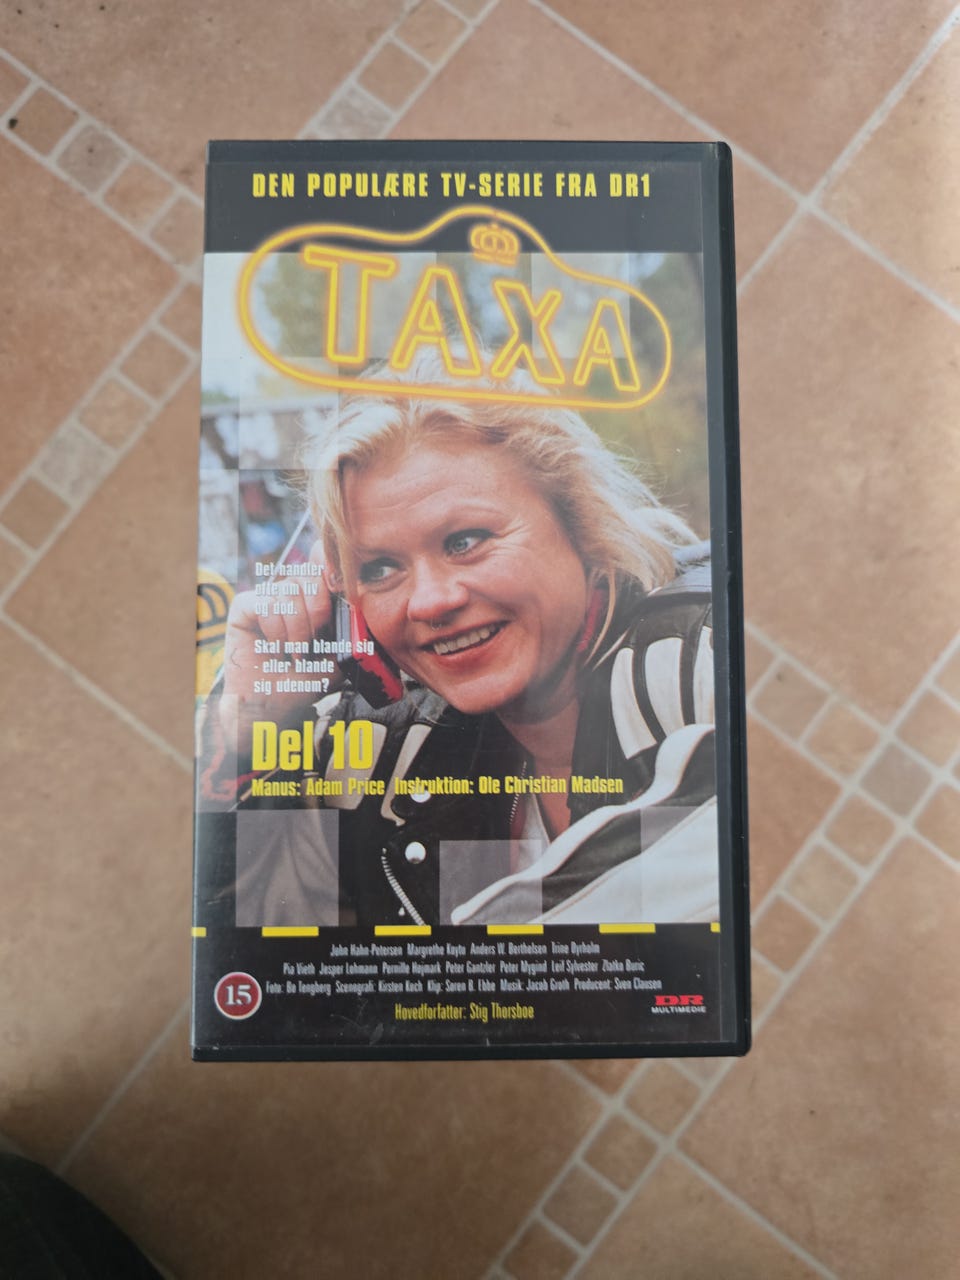 DEN POPULÆRE TV-SERIE FRA DR1
TAXA
Det handler
ofte om liv
og død.
Skal man blande sig
- eller blande
sig udenom?
Del 10
Manus: Adam Price Instruktion: Ole Christian Madsen
John Hahn-Petersen Margrethe Koytu Anders W. Berthelsen Trine Dyrholm
Pia Vieth Jesper Lohmann Pernille Højmark Peter Gantzler Peter Mygind Leif Sylvester Zlatko Buric
Foto: Bo Tengberg Scenografi: Kirsten Koch Klip: Søren B. Ebbe Musik: Jacob Groth Producent: Sven Clausen
15
DR
MULTIMEDIE
Hovedforfatter: Stig Thorsboe